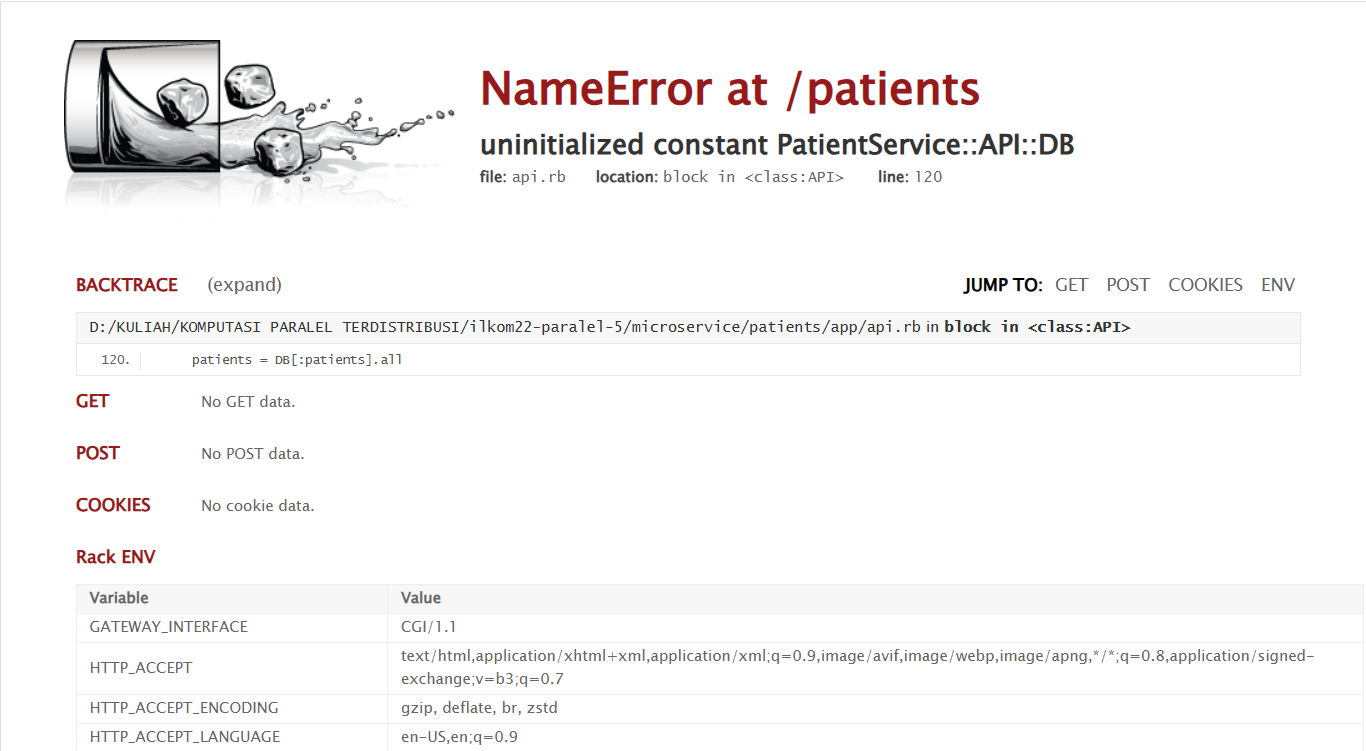 NameError at /patients
uninitialized constant PatientService::API::DB
file: api.rb location: block in <class:API> line: 120
BACKTRACE (expand) JUMP TO: GET POST COOKIES ENV
D:/KULIAH/KOMPUTASI PARALEL TERDISTRIBUSI/ilkom22-paralel-5/microservice/patients/app/api.rb in block in <class:API>
120. patients = DB[:patients].all
GET No GET data.
POST No POST data.
COOKIES No cookie data.
Rack ENV
Variable Value
GATEWAY_INTERFACE CGI/1.1
HTTP_ACCEPT text/html,application/xhtml+xml,application/xml;q=0.9,image/avif,image/webp,image/apng,*/*;q=0.8,application/signed-
exchange;v=b3;q=0.7
HTTP_ACCEPT_ENCODING gzip, deflate, br, zstd
HTTP_ACCEPT_LANGUAGE en-US,en;q=0.9